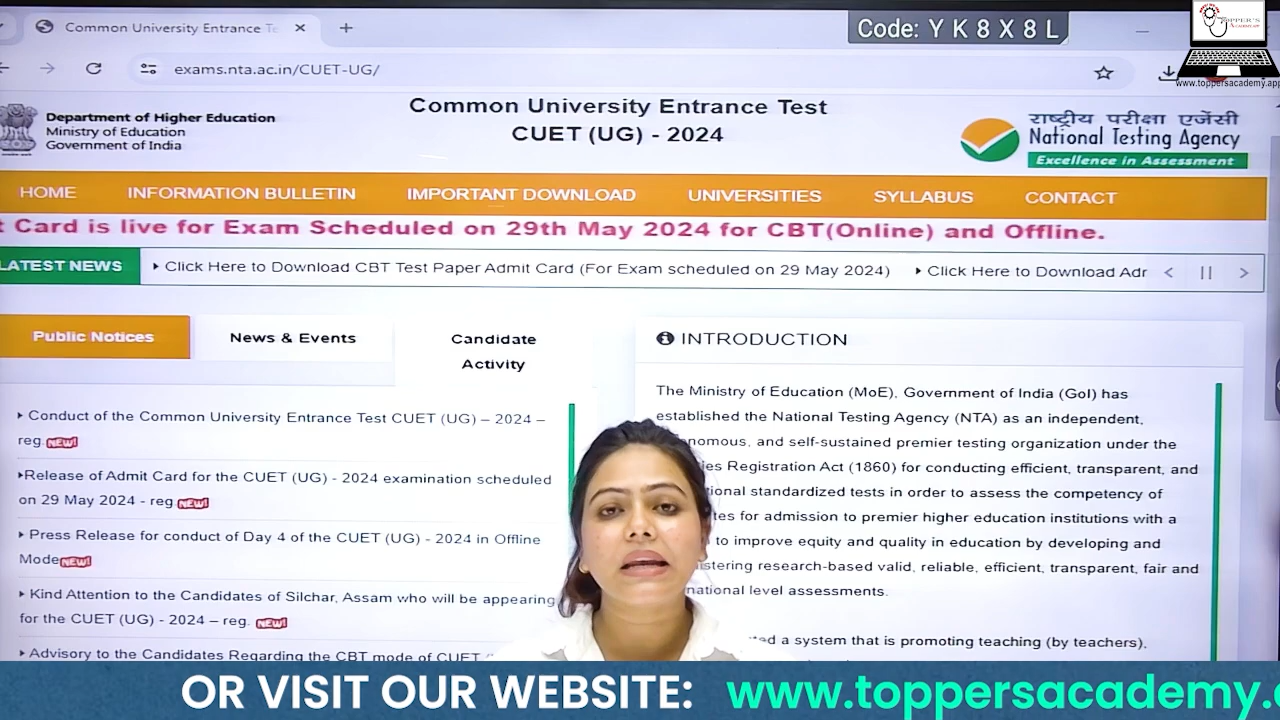 Common University Entrance Te
Code: Y K 8 X 8 L
TOPPER'S
www.toppersacademy.app
exams.nta.ac.in/CUET-UG/
Department of Higher Education
Ministry of Education
Government of India
Common University Entrance Test
CUET (UG) - 2024
राष्ट्रीय परीक्षा एजेंसी
National Testing Agency
Excellence in Assessment
HOME INFORMATION BULLETIN IMPORTANT DOWNLOAD UNIVERSITIES SYLLABUS CONTACT
t Card is live for Exam Scheduled on 29th May 2024 for CBT(Online) and Offline.
LATEST NEWS Click Here to Download CBT Test Paper Admit Card (For Exam scheduled on 29 May 2024) Click Here to Download Adr
Public Notices
News & Events
Candidate
Activity
Conduct of the Common University Entrance Test CUET (UG) – 2024 –
reg. NEW!
Release of Admit Card for the CUET (UG) - 2024 examination scheduled
on 29 May 2024 - reg NEW!
Press Release for conduct of Day 4 of the CUET (UG) - 2024 in Offline
Mode NEW!
Kind Attention to the Candidates of Silchar, Assam who will be appearing
for the CUET (UG) - 2024 – reg. NEW!
Advisory to the Candidates Regarding the CBT mode of CUET
INTRODUCTION
The Ministry of Education (MoE), Government of India (GoI) has
established the National Testing Agency (NTA) as an independent,
nomous, and self-sustained premier testing organization under the
ies Registration Act (1860) for conducting efficient, transparent, and
tional standardized tests in order to assess the competency of
tes for admission to premier higher education institutions with a
to improve equity and quality in education by developing and
istering research-based valid, reliable, efficient, transparent, fair and
national level assessments.
ted a system that is promoting teaching (by teachers),
OR VISIT OUR WEBSITE: www.toppersacademy.a